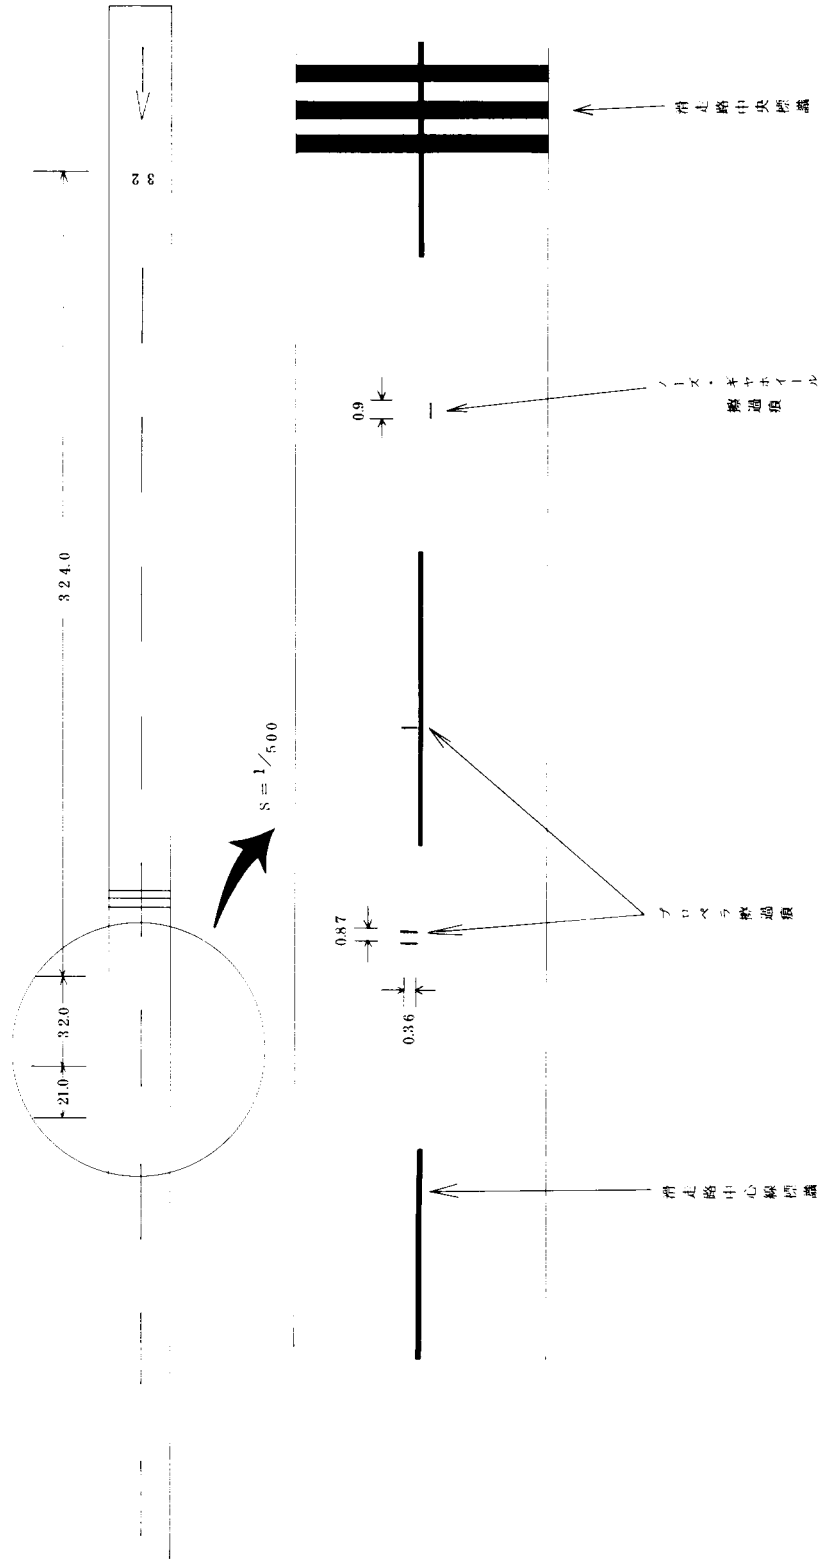 32
324.0
32.0
21.0
S=1/500
滑走路中央標識
ノーズ・ギヤホイール
擦過痕
0.9
プロペラ擦過痕
0.87
0.36
滑走路中心線標識